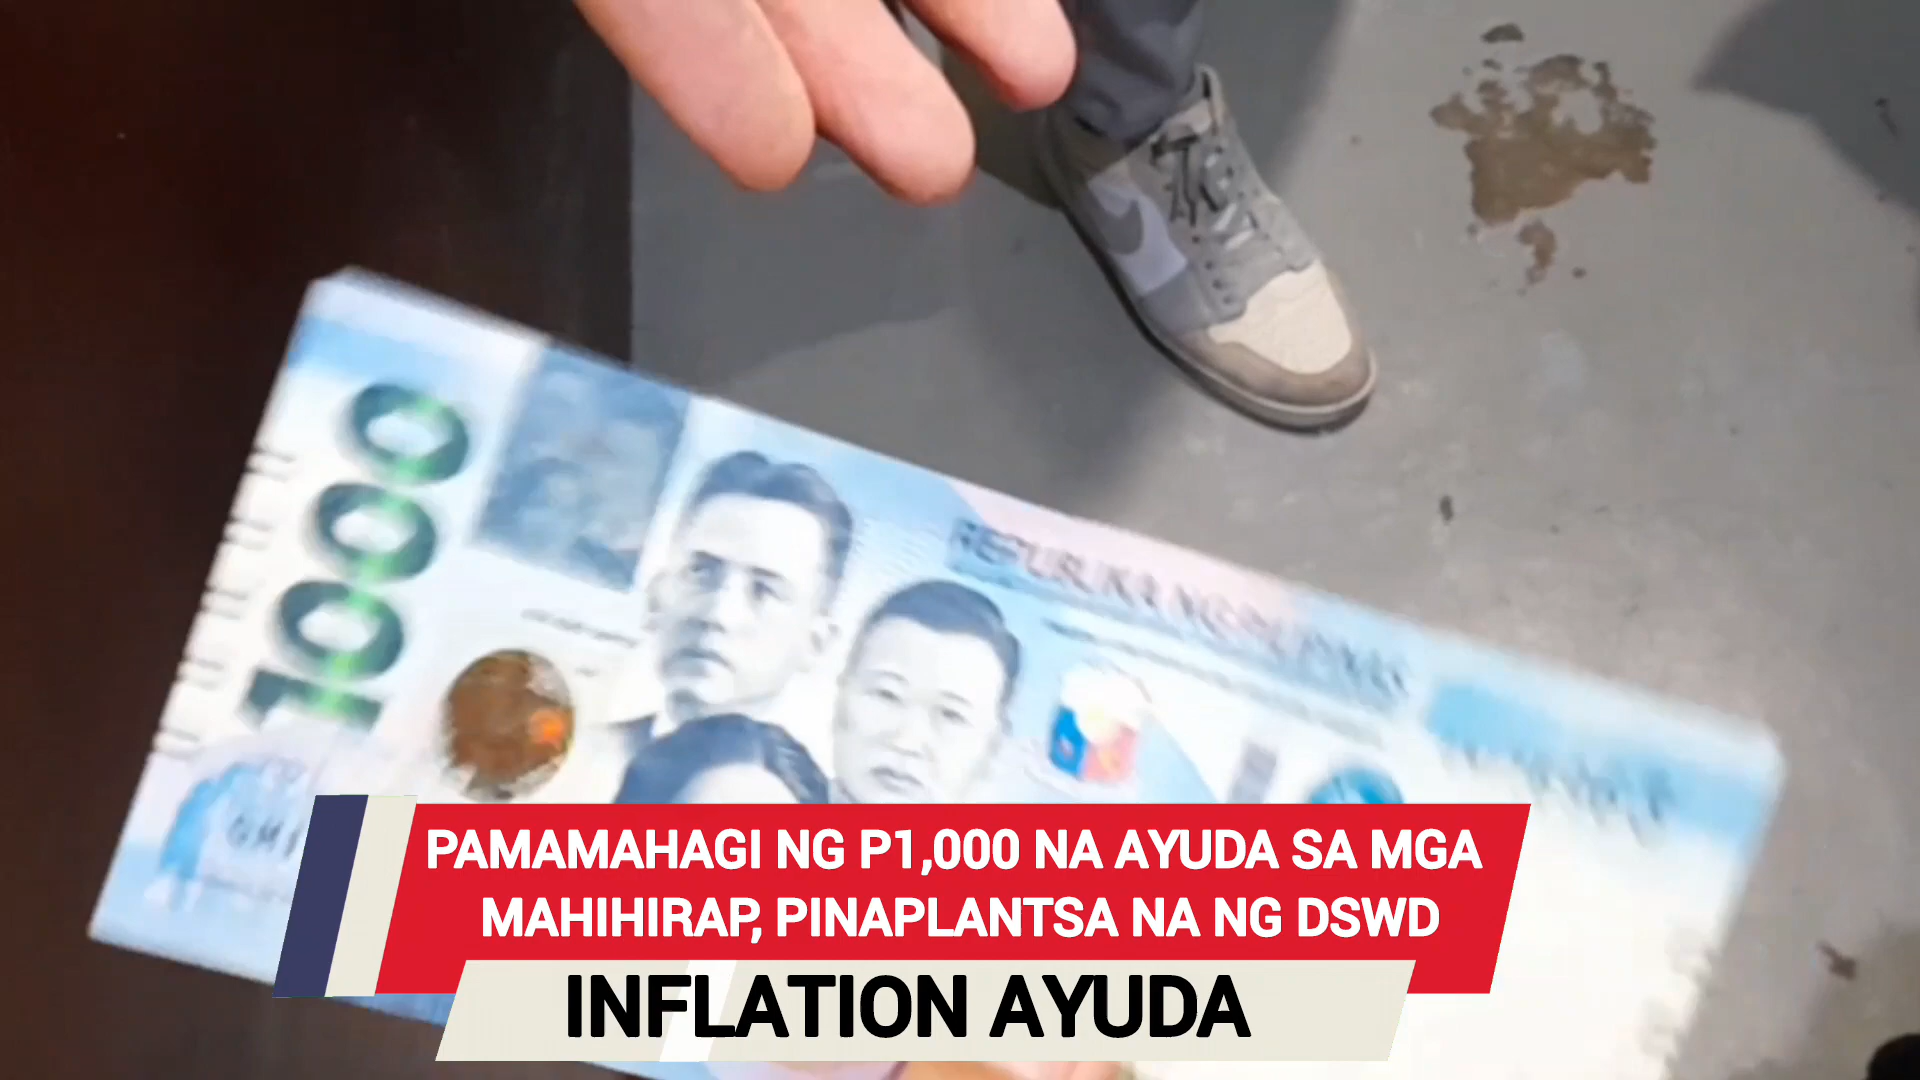 1000
PAMAMAHAGI NG P1,000 NA AYUDA SA MGA
MAHIHIRAP, PINAPLANTSA NA NG DSWD
INFLATION AYUDA